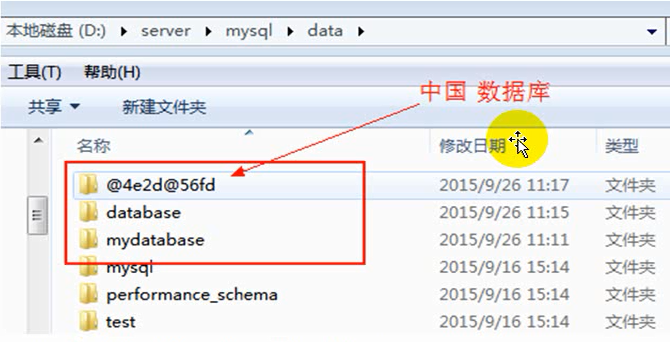 本地磁盘 (D:) ▶ server ▶ mysql ▶ data ▶
工具(T) 帮助(H)
中国 数据库
共享 ▼ 新建文件夹
名称 修改日期 类型
@4e2d@56fd 2015/9/26 11:17 文件夹
database 2015/9/26 11:15 文件夹
mydatabase 2015/9/26 11:11 文件夹
mysql 2015/9/16 15:14 文件夹
performance_schema 2015/9/16 15:14 文件夹
test 2015/9/16 15:14 文件夹